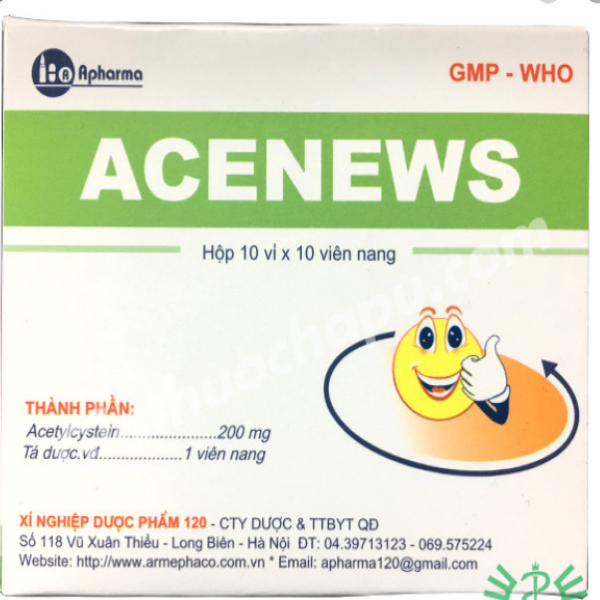 Apharma
GMP - WHO
ACENEWS
Hộp 10 vỉ x 10 viên nang
THÀNH PHẦN:
Acetylcystein.......................200 mg
Tá dược.vđ....................1 viên nang
XÍ NGHIỆP DƯỢC PHẨM 120 - CTY DƯỢC & TTBYT QĐ
Số 118 Vũ Xuân Thiều - Long Biên - Hà Nội ĐT: 04.39713123 - 069.575224
Website: http://www.armephaco.com.vn * Email: apharma120@gmail.com